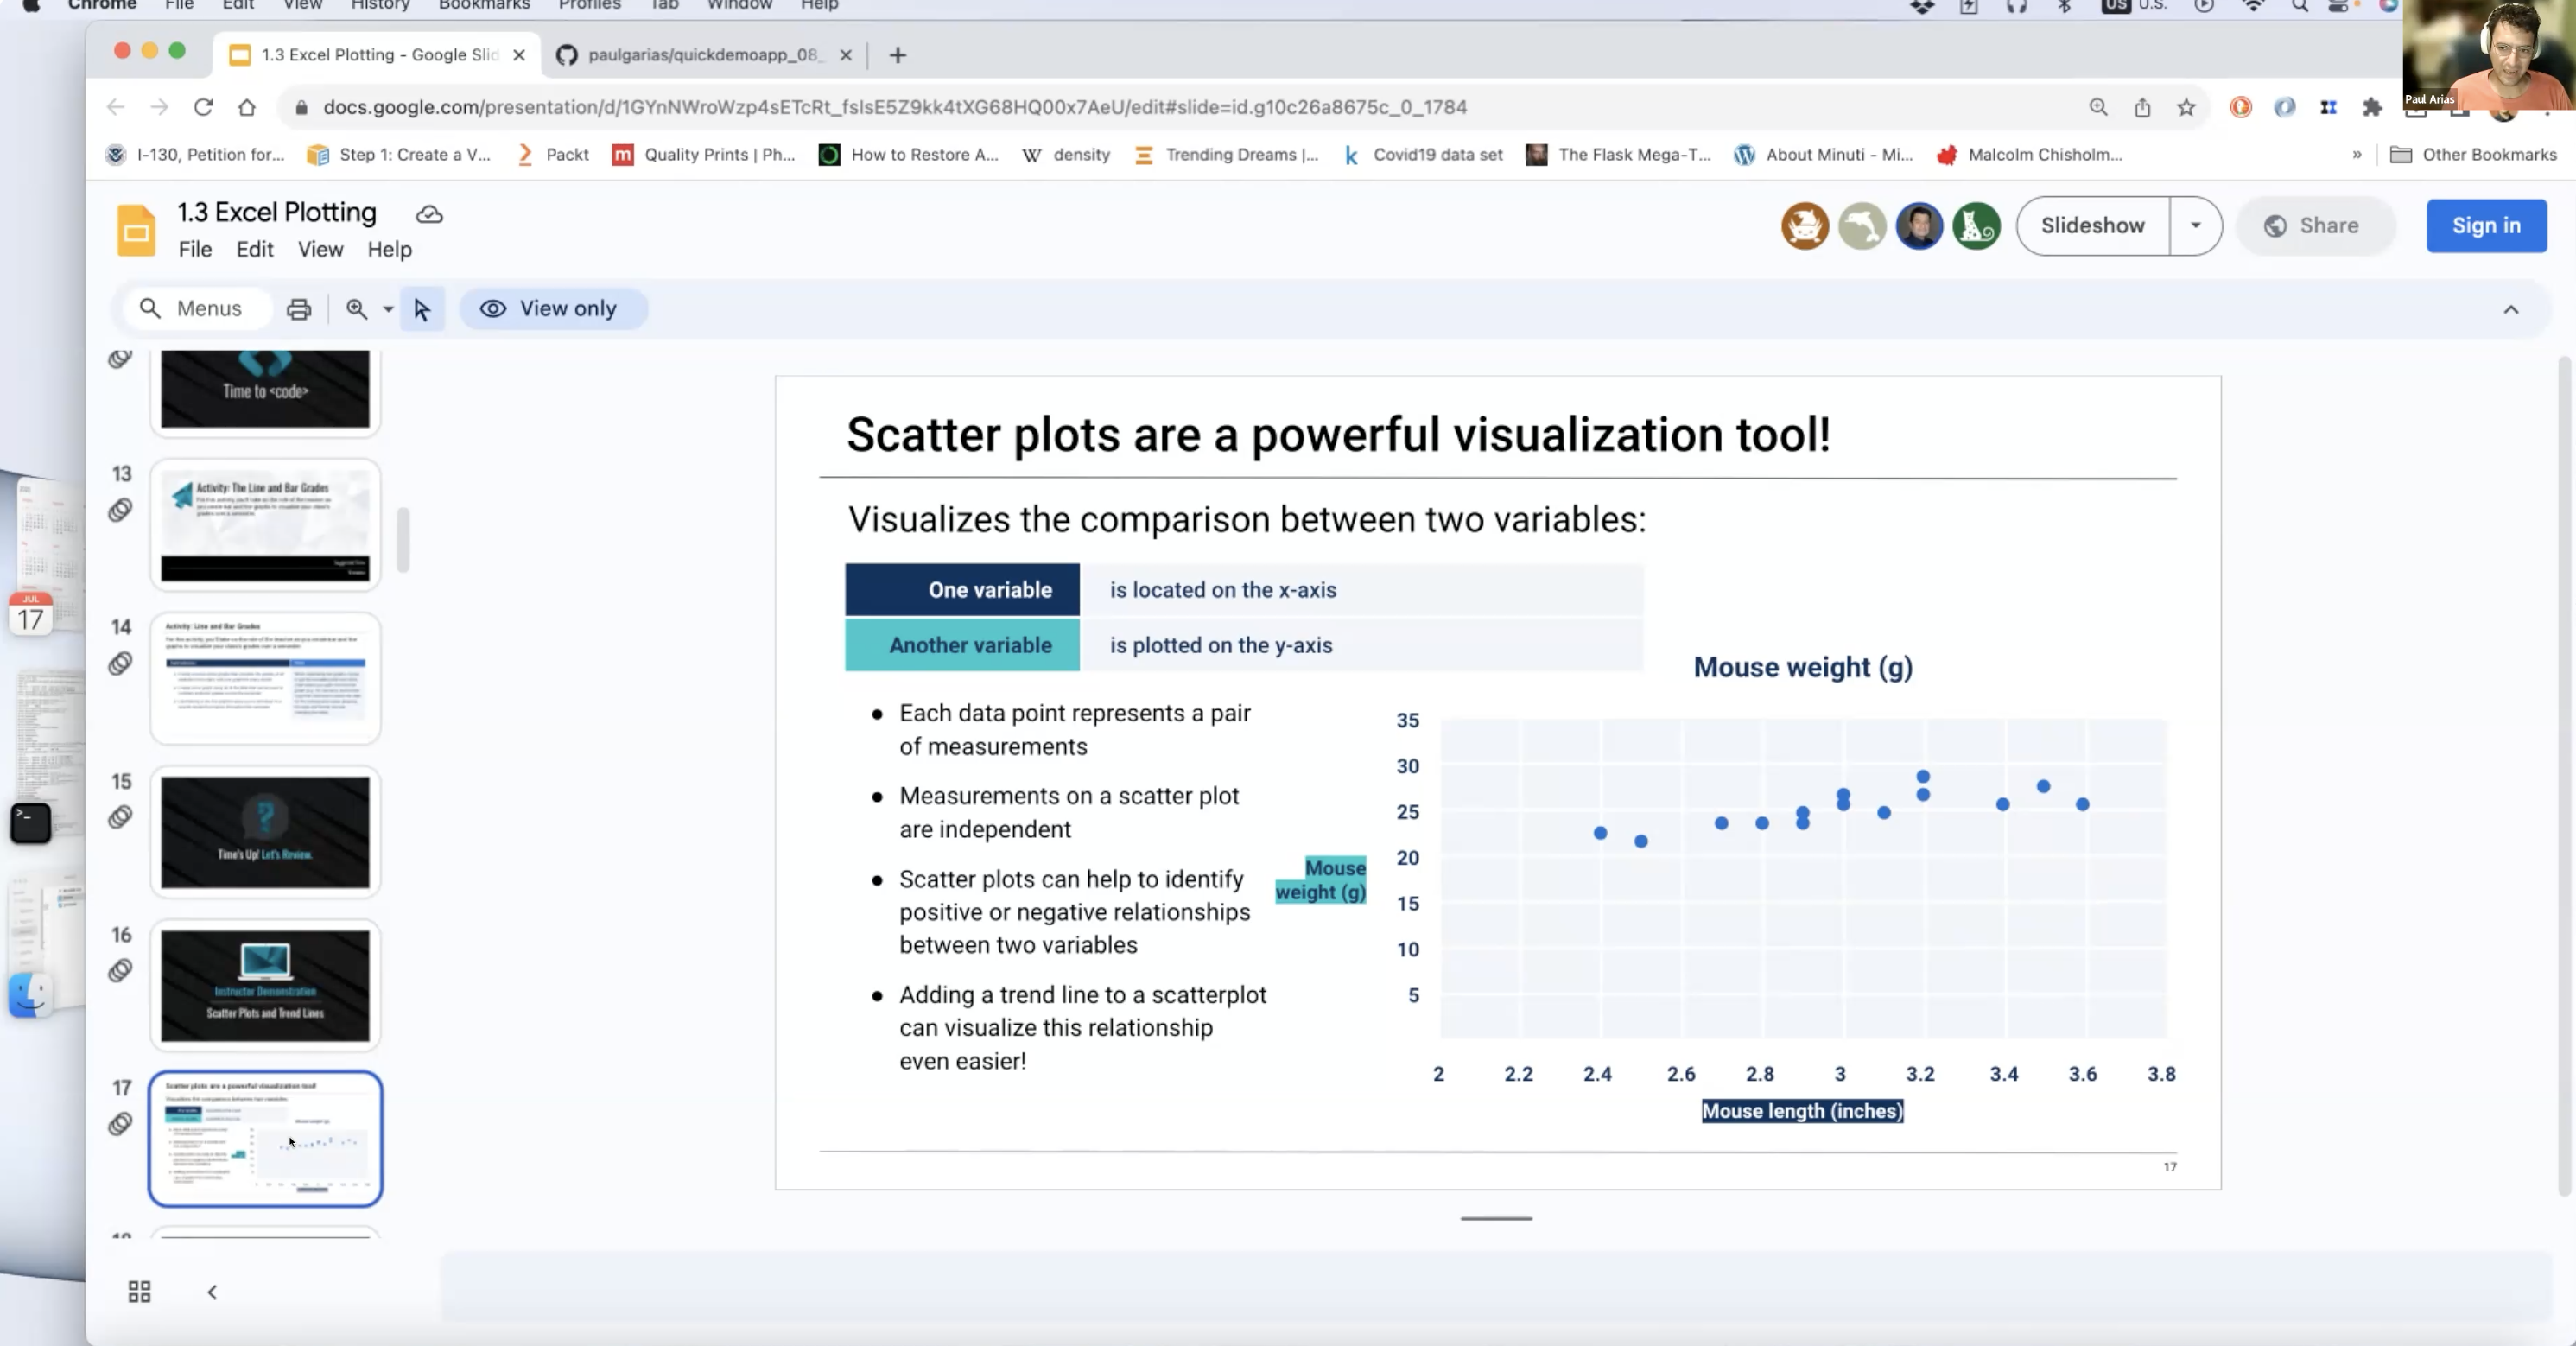 Chrome File Edit View History Bookmarks Profiles Tab Window Help US U.S.
1.3 Excel Plotting - Google Slid
paulgarias/quickdemoapp_08_
docs.google.com/presentation/d/1GYnNWroWzp4sETcRt_fsIsE5Z9kk4tXG68HQ00x7AeU/edit#slide=id.g10c26a8675c_0_1784
Paul Arias
I-130, Petition for... Step 1: Create a V... Packt Quality Prints | Ph... How to Restore A... density Trending Dreams |... Covid19 data set The Flask Mega-T... About Minuti - Mi... Malcolm Chisholm... » Other Bookmarks
1.3 Excel Plotting
File Edit View Help
Slideshow
Share
Sign in
Menus
View only
Time to <code>
13
Activity: The Line and Bar Grades
14
Activity: Line and Bar Grades
15
Time's Up! Let's Review.
16
Instructor Demonstration
Scatter Plots and Trend Lines
17
Scatter plots are a powerful visualization tool!
JUL
17
Scatter plots are a powerful visualization tool!
Visualizes the comparison between two variables:
One variable is located on the x-axis
Another variable is plotted on the y-axis
• Each data point represents a pair
of measurements
• Measurements on a scatter plot
are independent
• Scatter plots can help to identify
positive or negative relationships
between two variables
• Adding a trend line to a scatterplot
can visualize this relationship
even easier!
Mouse weight (g)
35
30
25
20
15
10
5
Mouse
weight (g)
2 2.2 2.4 2.6 2.8 3 3.2 3.4 3.6 3.8
Mouse length (inches)
17